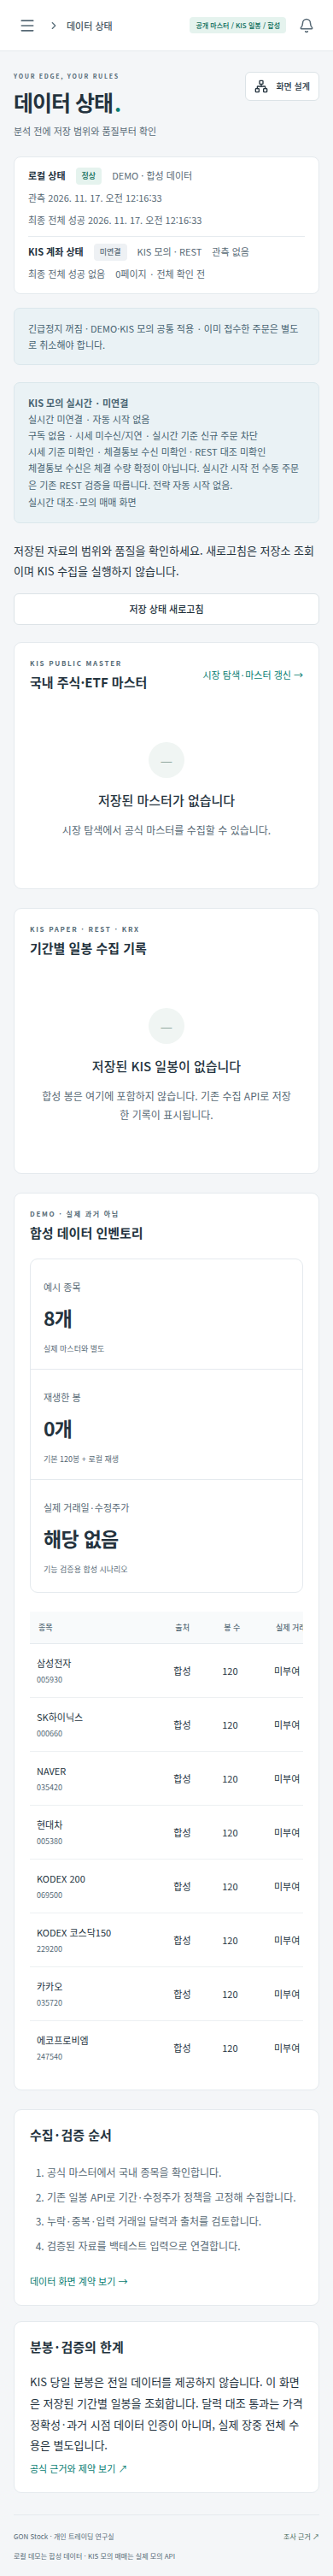 데이터 상태
공개 마스터 / KIS 일봉 / 합성
YOUR EDGE, YOUR RULES
데이터 상태.
화면 설계
분석 전에 저장 범위와 품질부터 확인
로컬 상태 정상 DEMO · 합성 데이터
관측 2026. 11. 17. 오전 12:16:33
최종 전체 성공 2026. 11. 17. 오전 12:16:33
KIS 계좌 상태 미연결 KIS 모의 · REST 관측 없음
최종 전체 성공 없음 0페이지 · 전체 확인 전
긴급정지 꺼짐 · DEMO·KIS 모의 공통 적용 · 이미 접수한 주문은 별도
로 취소해야 합니다.
KIS 모의 실시간 · 미연결
실시간 미연결 · 자동 시작 없음
구독 없음 · 시세 미수신/지연 · 실시간 기준 신규 주문 차단
시세 기준 미확인 · 체결통보 수신 미확인 · REST 대조 미확인
체결통보 수신은 체결 수량 확정이 아닙니다. 실시간 시작 전 수동 주문
은 기존 REST 검증을 따릅니다. 전략 자동 시작 없음.
실시간 대조·모의 매매 화면
저장된 자료의 범위와 품질을 확인하세요. 새로고침은 저장소 조회
이며 KIS 수집을 실행하지 않습니다.
저장 상태 새로고침
KIS PUBLIC MASTER
국내 주식·ETF 마스터
시장 탐색·마스터 갱신 →
저장된 마스터가 없습니다
시장 탐색에서 공식 마스터를 수집할 수 있습니다.
KIS PAPER · REST · KRX
기간별 일봉 수집 기록
저장된 KIS 일봉이 없습니다
합성 봉은 여기에 포함하지 않습니다. 기존 수집 API로 저장
한 기록이 표시됩니다.
DEMO · 실제 과거 아님
합성 데이터 인벤토리
예시 종목
8개
실제 마스터와 별도
재생한 봉
0개
기본 120봉 + 로컬 재생
실제 거래일·수정주가
해당 없음
기능 검증용 합성 시나리오
종목 출처 봉 수 실제 거래
삼성전자
005930
합성 120 미부여
SK하이닉스
000660
합성 120 미부여
NAVER
035420
합성 120 미부여
현대차
005380
합성 120 미부여
KODEX 200
069500
합성 120 미부여
KODEX 코스닥150
229200
합성 120 미부여
카카오
035720
합성 120 미부여
에코프로비엠
247540
합성 120 미부여
수집·검증 순서
1. 공식 마스터에서 국내 종목을 확인합니다.
2. 기존 일봉 API로 기간·수정주가 정책을 고정해 수집합니다.
3. 누락·중복·입력 거래일 달력과 출처를 검토합니다.
4. 검증된 자료를 백테스트 입력으로 연결합니다.
데이터 화면 계약 보기 →
분봉·검증의 한계
KIS 당일 분봉은 전일 데이터를 제공하지 않습니다. 이 화면
은 저장된 기간별 일봉을 조회합니다. 달력 대조 통과는 가격
정확성·과거 시점 데이터 인증이 아니며, 실제 장중 전체 수
용은 별도입니다.
공식 근거와 제약 보기 ↗
GON Stock · 개인 트레이딩 연구실
조사 근거 ↗
로컬 데모는 합성 데이터 · KIS 모의 매매는 실제 모의 API